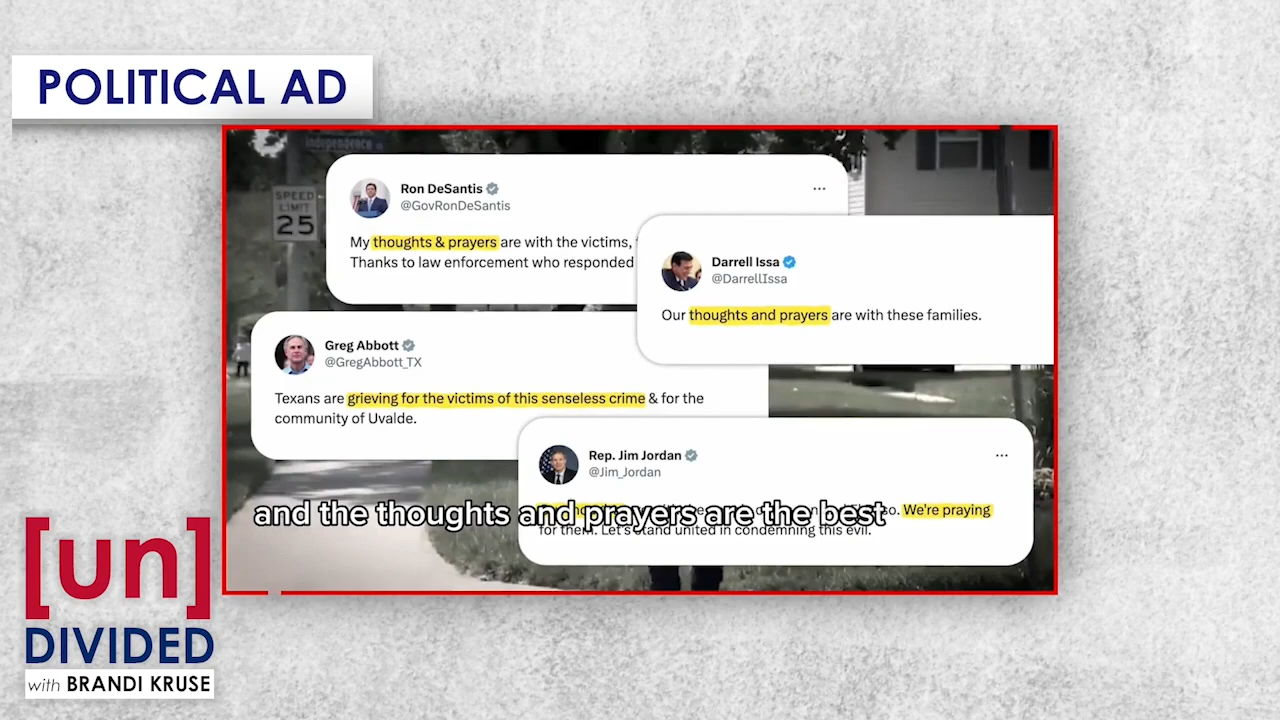 POLITICAL AD
Independence
SPEED
LIMIT
25
Ron DeSantis
@GovRonDeSantis
My thoughts & prayers are with the victims,
Thanks to law enforcement who responded
Darrell Issa
@DarrellIssa
Our thoughts and prayers are with these families.
Greg Abbott
@GregAbbott_TX
Texans are grieving for the victims of this senseless crime & for the
community of Uvalde.
Rep. Jim Jordan
@Jim_Jordan
so. We're praying
for them. Let's stand united in condemning this evil.
and the thoughts and prayers are the best
[un]
DIVIDED
with BRANDI KRUSE